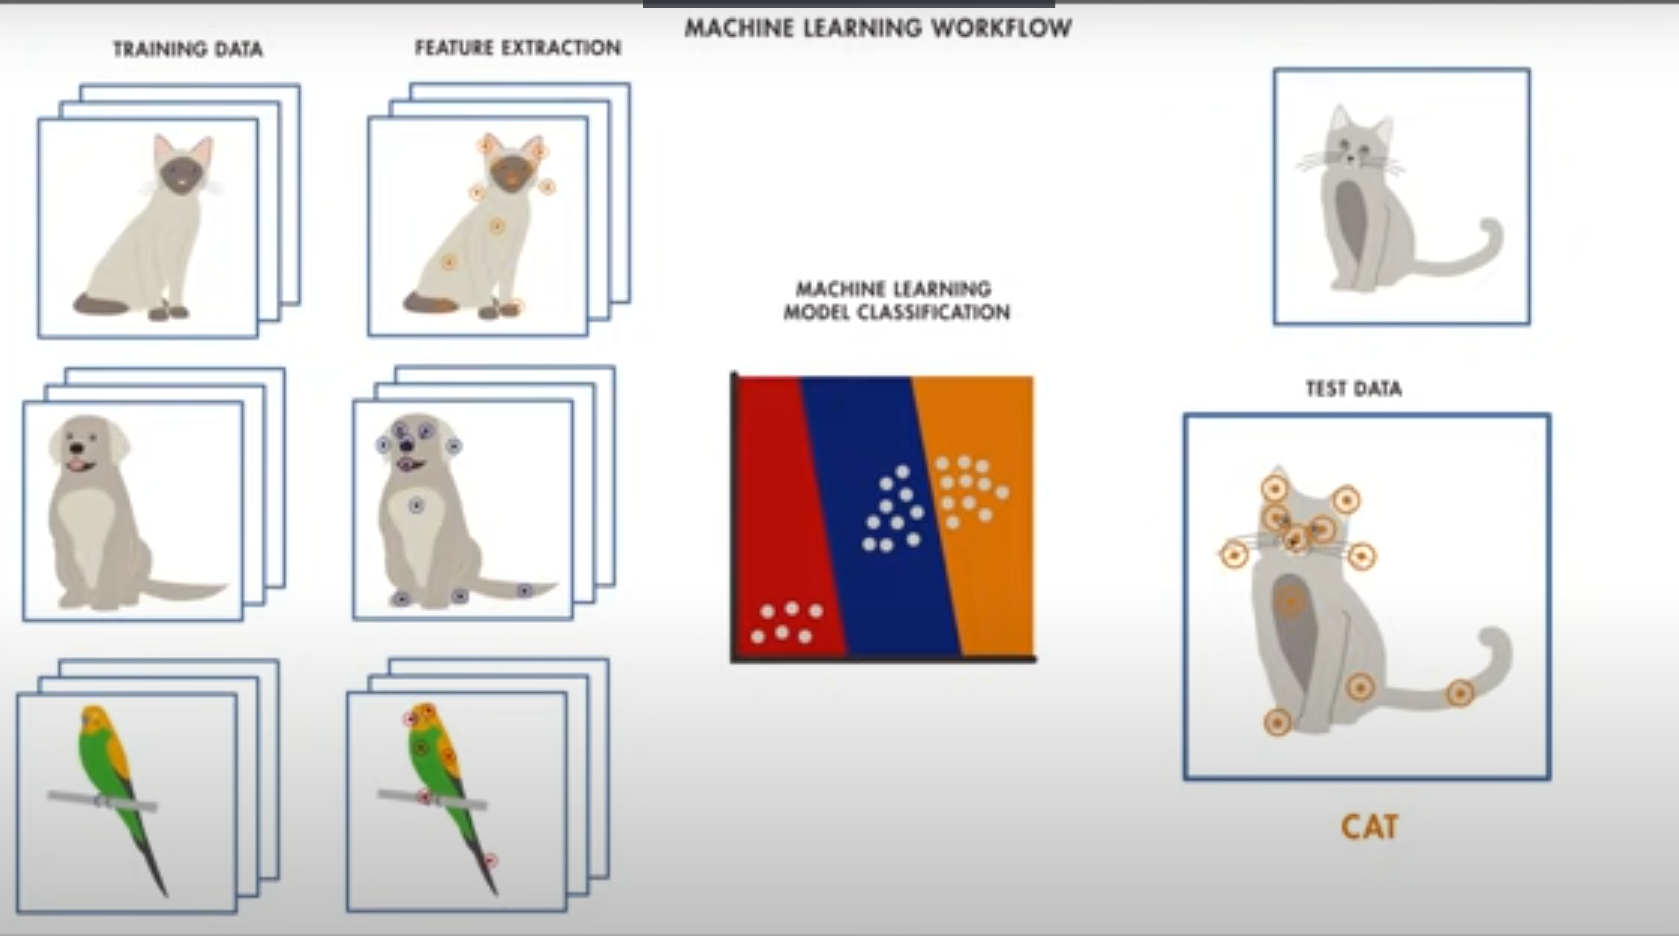 MACHINE LEARNING WORKFLOW
TRAINING DATA
FEATURE EXTRACTION
MACHINE LEARNING
MODEL CLASSIFICATION
TEST DATA
CAT